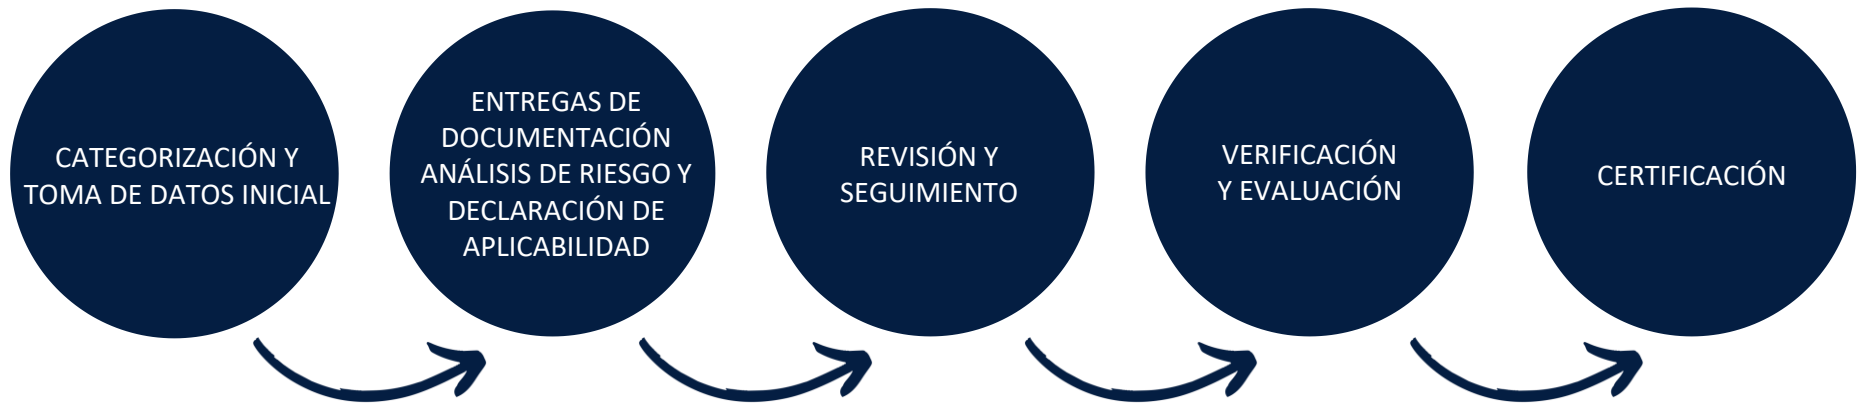 CATEGORIZACIÓN Y
TOMA DE DATOS INICIAL
ENTREGAS DE
DOCUMENTACIÓN
ANÁLISIS DE RIESGO Y
DECLARACIÓN DE
APLICABILIDAD
REVISIÓN Y
SEGUIMIENTO
VERIFICACIÓN
Y EVALUACIÓN
CERTIFICACIÓN